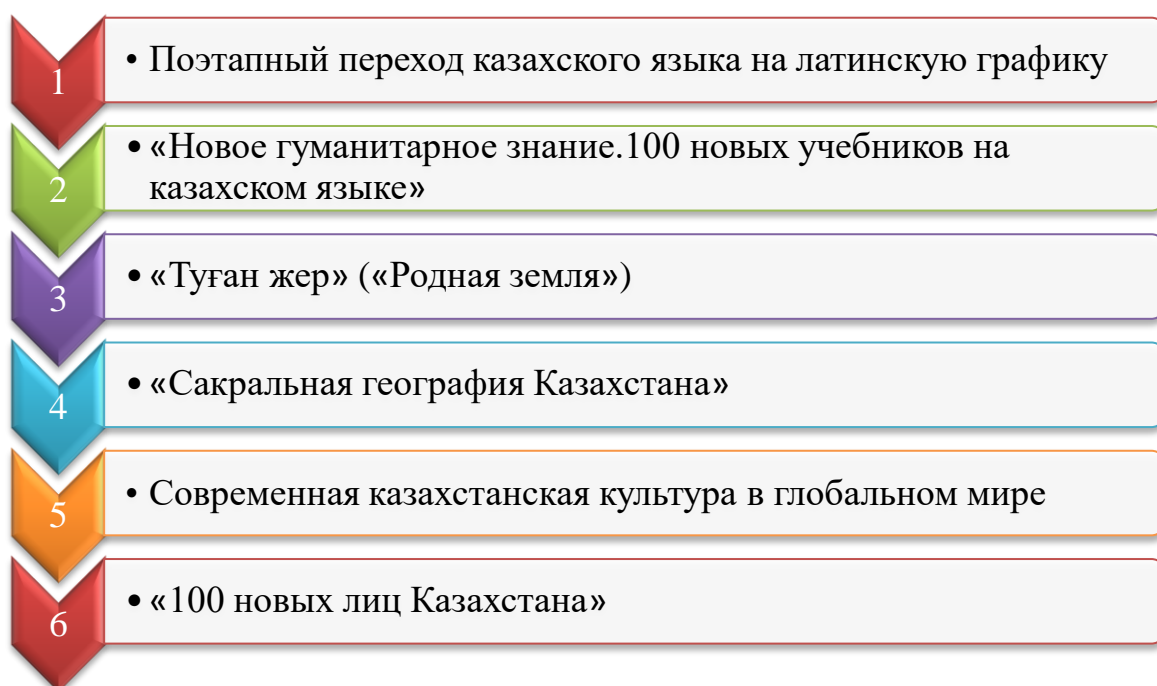 1
• Поэтапный переход казахского языка на латинскую графику
2
• «Новое гуманитарное знание.100 новых учебников на
казахском языке»
3
• «Туған жер» («Родная земля»)
4
• «Сакральная география Казахстана»
5
• Современная казахстанская культура в глобальном мире
6
• «100 новых лиц Казахстана»